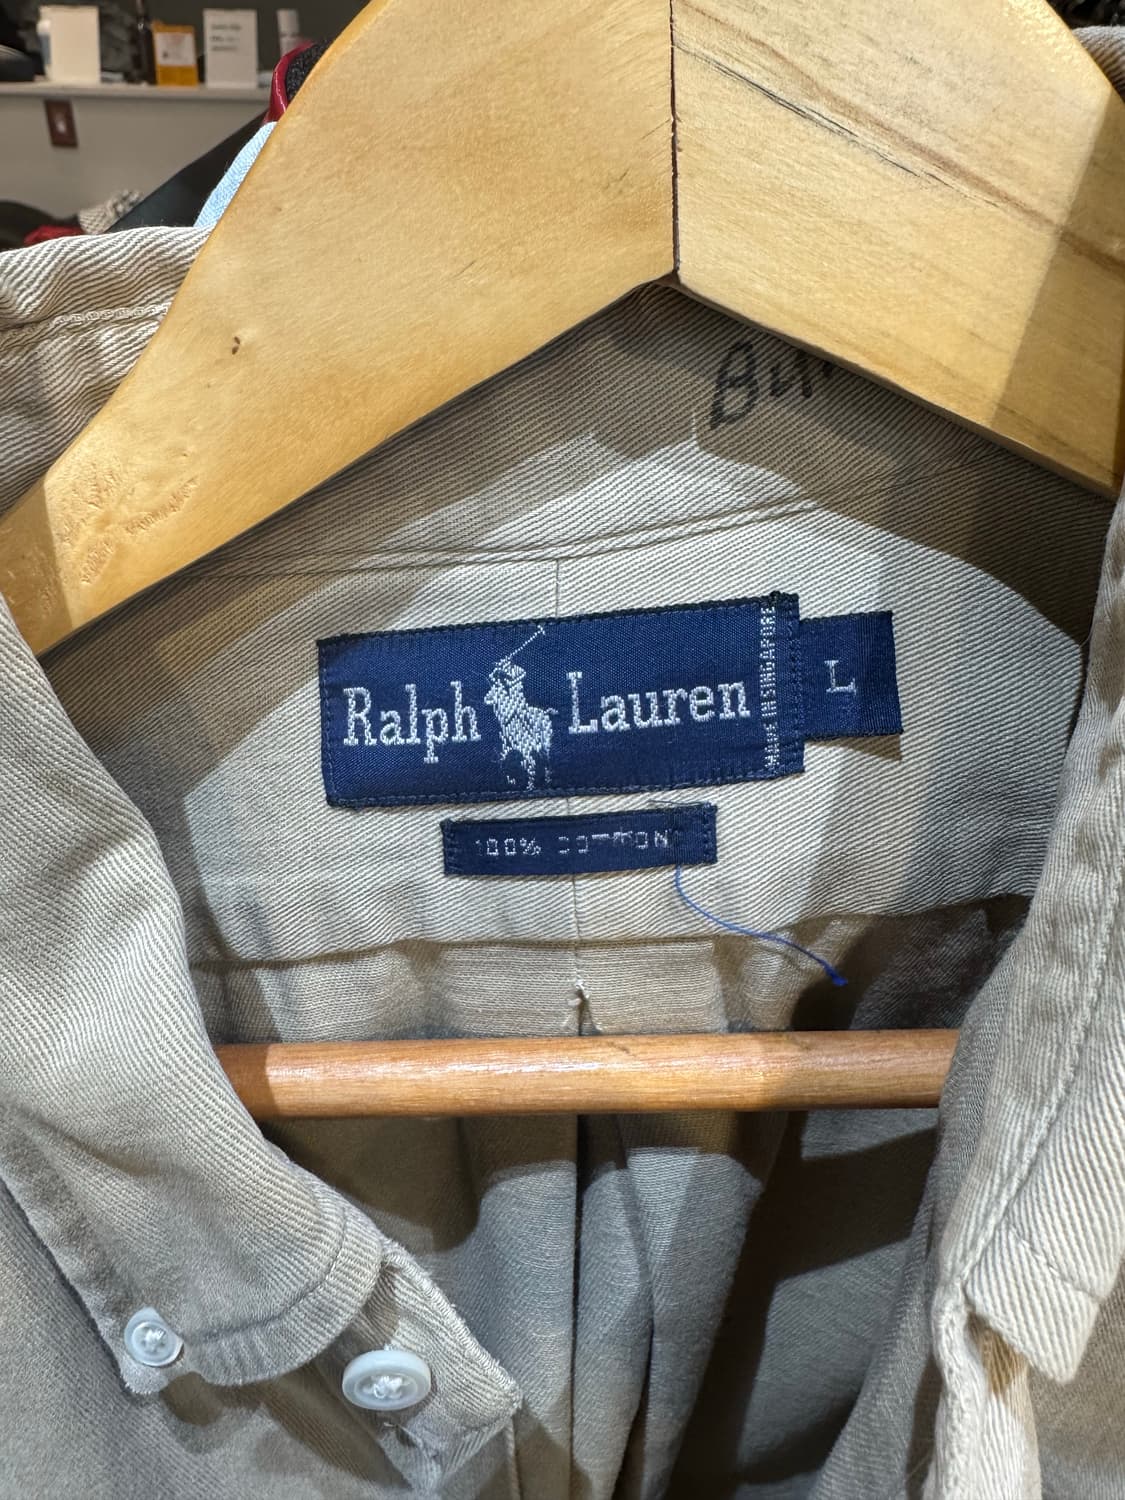 Ralph Lauren
MADE IN SINGAPORE
L
100% COTTON